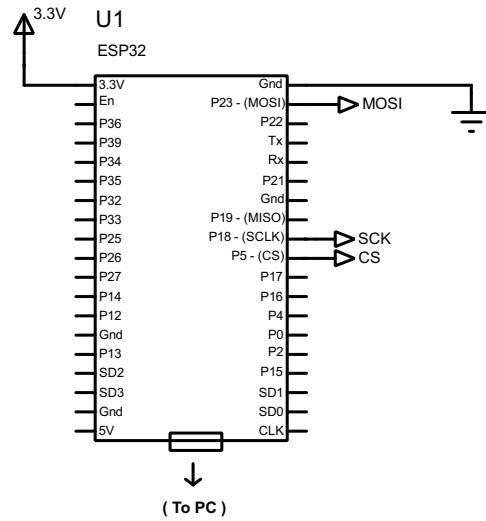 3.3V
U1
ESP32
3.3V
En
P36
P39
P34
P35
P32
P33
P25
P26
P27
P14
P12
Gnd
P13
SD2
SD3
Gnd
5V
Gnd
P23 - (MOSI)
P22
Tx
Rx
P21
Gnd
P19 - (MISO)
P18 - (SCLK)
P5 - (CS)
P17
P16
P4
P0
P2
P15
SD1
SD0
CLK
MOSI
SCK
CS
( To PC )